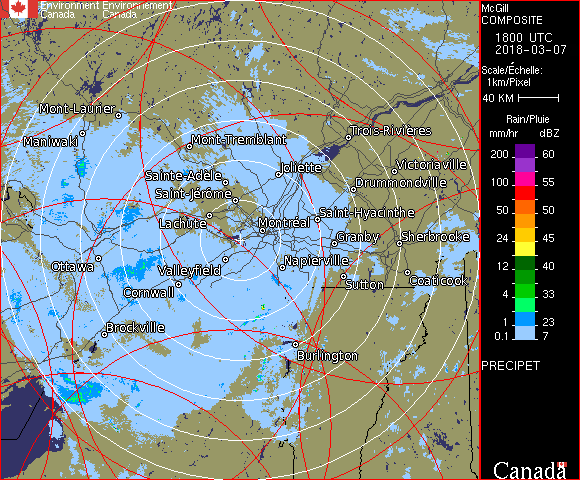 Environment Environnement
Canada Canada
McGill
COMPOSITE
1800 UTC
2018-03-07
Scale/Échelle:
1km/Pixel
40 KM
Rain/Pluie
mm/hr dBZ
200 60
150 57
100 55
50 50
24 45
12 40
4 33
1 23
0.1 7
PRECIPET
Canada
Mont-Laurier
Maniwaki
Mont-Tremblant
Trois-Rivières
Joliette
Victoriaville
Sainte-Adèle
Drummondville
Saint-Jérôme
Saint-Hyacinthe
Lachute
Montréal
Granby
Sherbrooke
Ottawa
Valleyfield
Napierville
Cornwall
Sutton
Coaticook
Brockville
Burlington